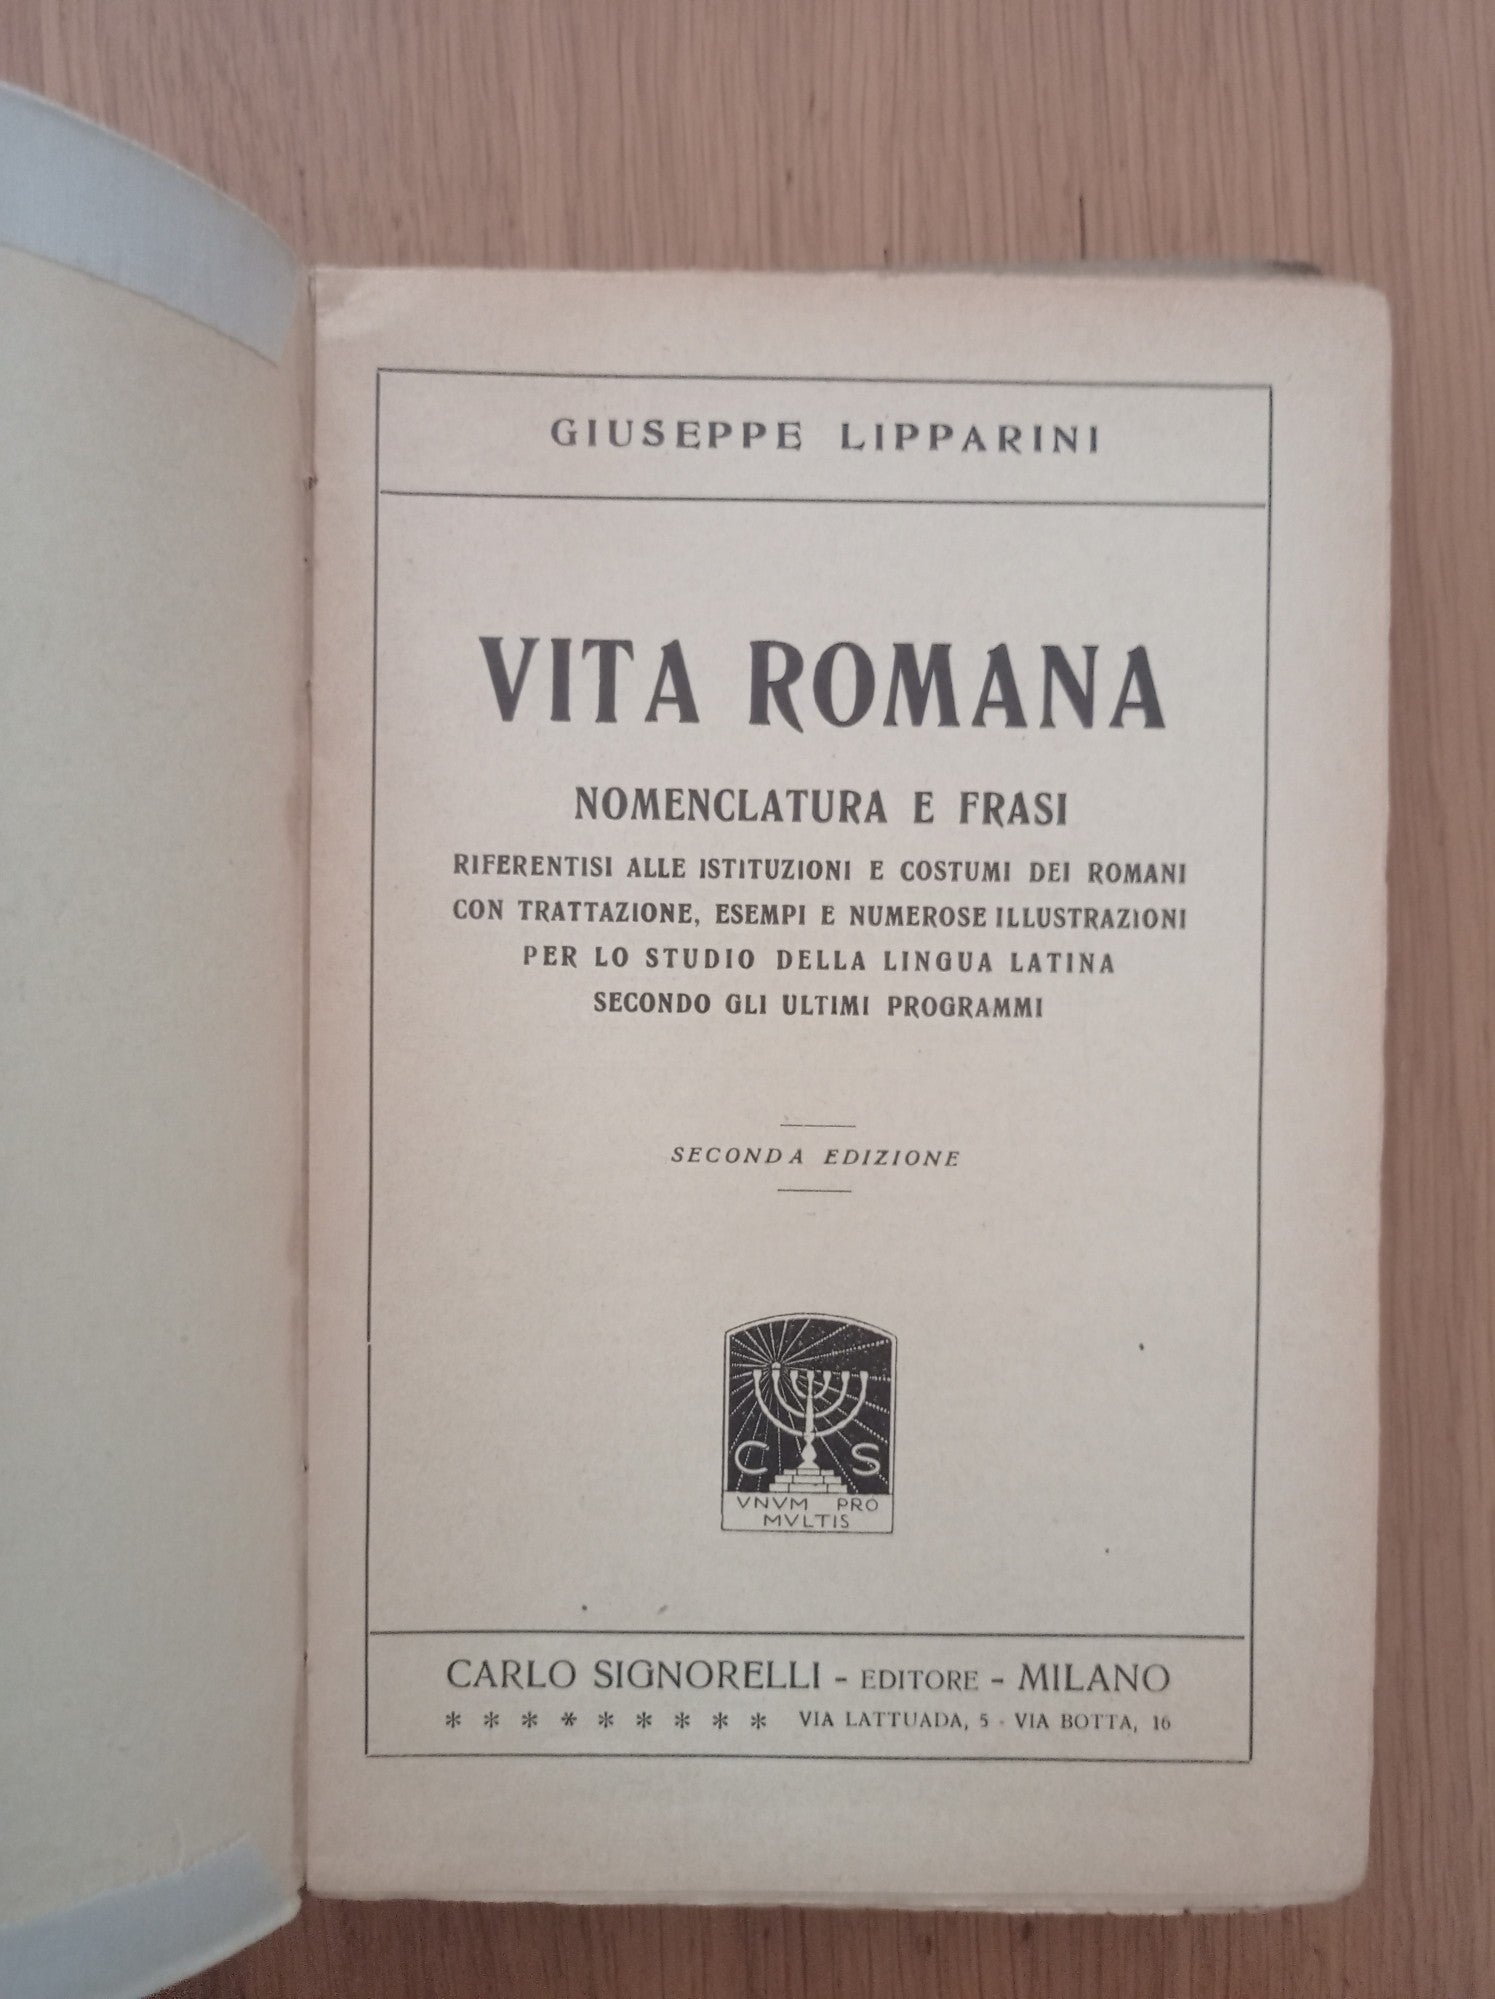 GIUSEPPE LIPPARINI
VITA ROMANA
NOMENCLATURA E FRASI
RIFERENTISI ALLE ISTITUZIONI E COSTUMI DEI ROMANI
CON TRATTAZIONE, ESEMPI E NUMEROSE ILLUSTRAZIONI
PER LO STUDIO DELLA LINGUA LATINA
SECONDO GLI ULTIMI PROGRAMMI
SECONDA EDIZIONE
C S
VNVM PRO
MVLTIS
CARLO SIGNORELLI - EDITORE - MILANO
* * * * * * * * * VIA LATTUADA, 5 - VIA BOTTA, 16